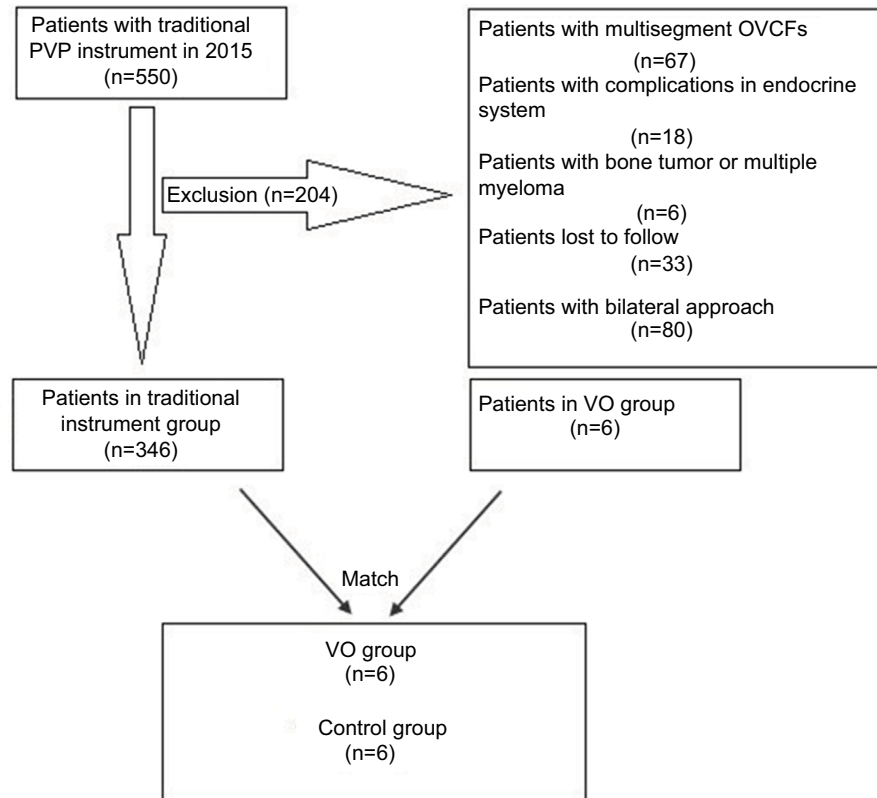 Patients with traditional
PVP instrument in 2015
(n=550)
Exclusion (n=204)
Patients with multisegment OVCFs
(n=67)
Patients with complications in endocrine
system
(n=18)
Patients with bone tumor or multiple
myeloma
(n=6)
Patients lost to follow
(n=33)
Patients with bilateral approach
(n=80)
Patients in traditional
instrument group
(n=346)
Patients in VO group
(n=6)
Match
VO group
(n=6)
Control group
(n=6)